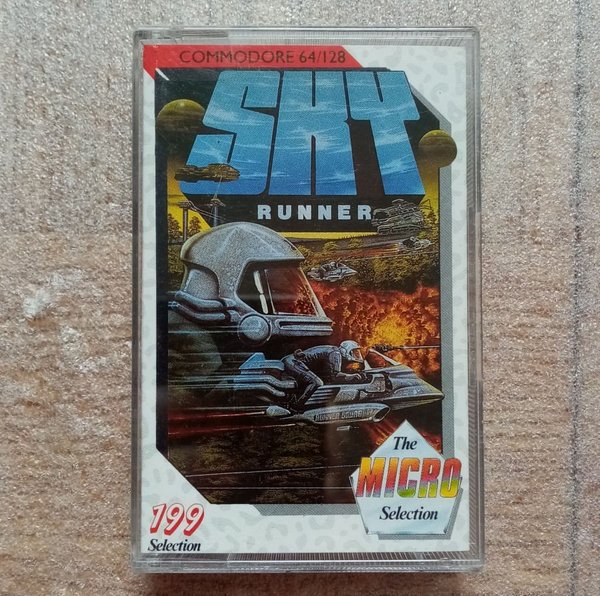 COMMODORE 64/128
SKY
RUNNER
The
MICRO
Selection
199
Selection